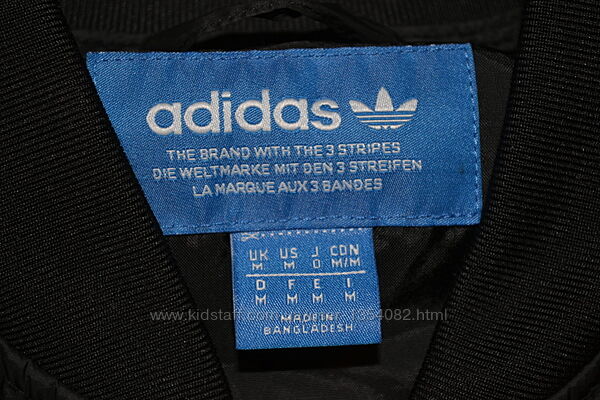 adidas
THE BRAND WITH THE 3 STRIPES
DIE WELTMARKE MIT DEN 3 STREIFEN
LA MARQUE AUX 3 BANDES
UK US J CDN
M M O M/M
D F E I
M M M M
MADE IN
BANGLADESH